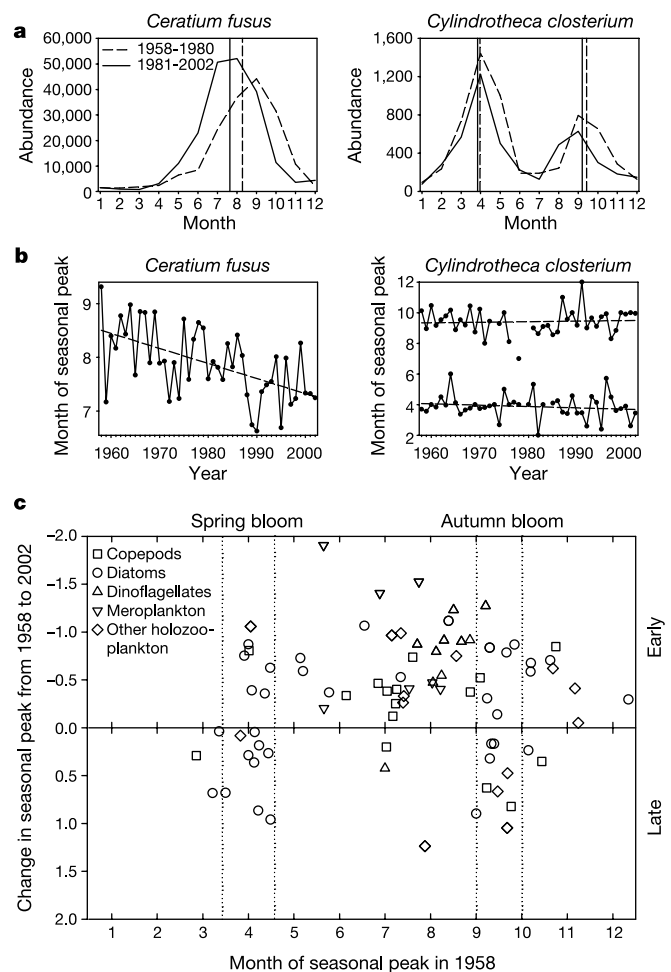 a
Ceratium fusus
Cylindrotheca closterium
60,000
50,000
40,000
30,000
20,000
10,000
0
Abundance
1958–1980
1981–2002
1 2 3 4 5 6 7 8 9 10 11 12
Month
1,600
1,200
800
400
0
Abundance
1 2 3 4 5 6 7 8 9 10 11 12
Month
b
Ceratium fusus
Cylindrotheca closterium
9
8
7
Month of seasonal peak
1960 1970 1980 1990 2000
Year
12
10
8
6
4
2
Month of seasonal peak
1960 1970 1980 1990 2000
Year
c
Spring bloom
Autumn bloom
–2.0
–1.5
–1.0
–0.5
0.0
0.5
1.0
1.5
2.0
Change in seasonal peak from 1958 to 2002
Copepods
Diatoms
Dinoflagellates
Meroplankton
Other holozoo-
plankton
Early
Late
1 2 3 4 5 6 7 8 9 10 11 12
Month of seasonal peak in 1958